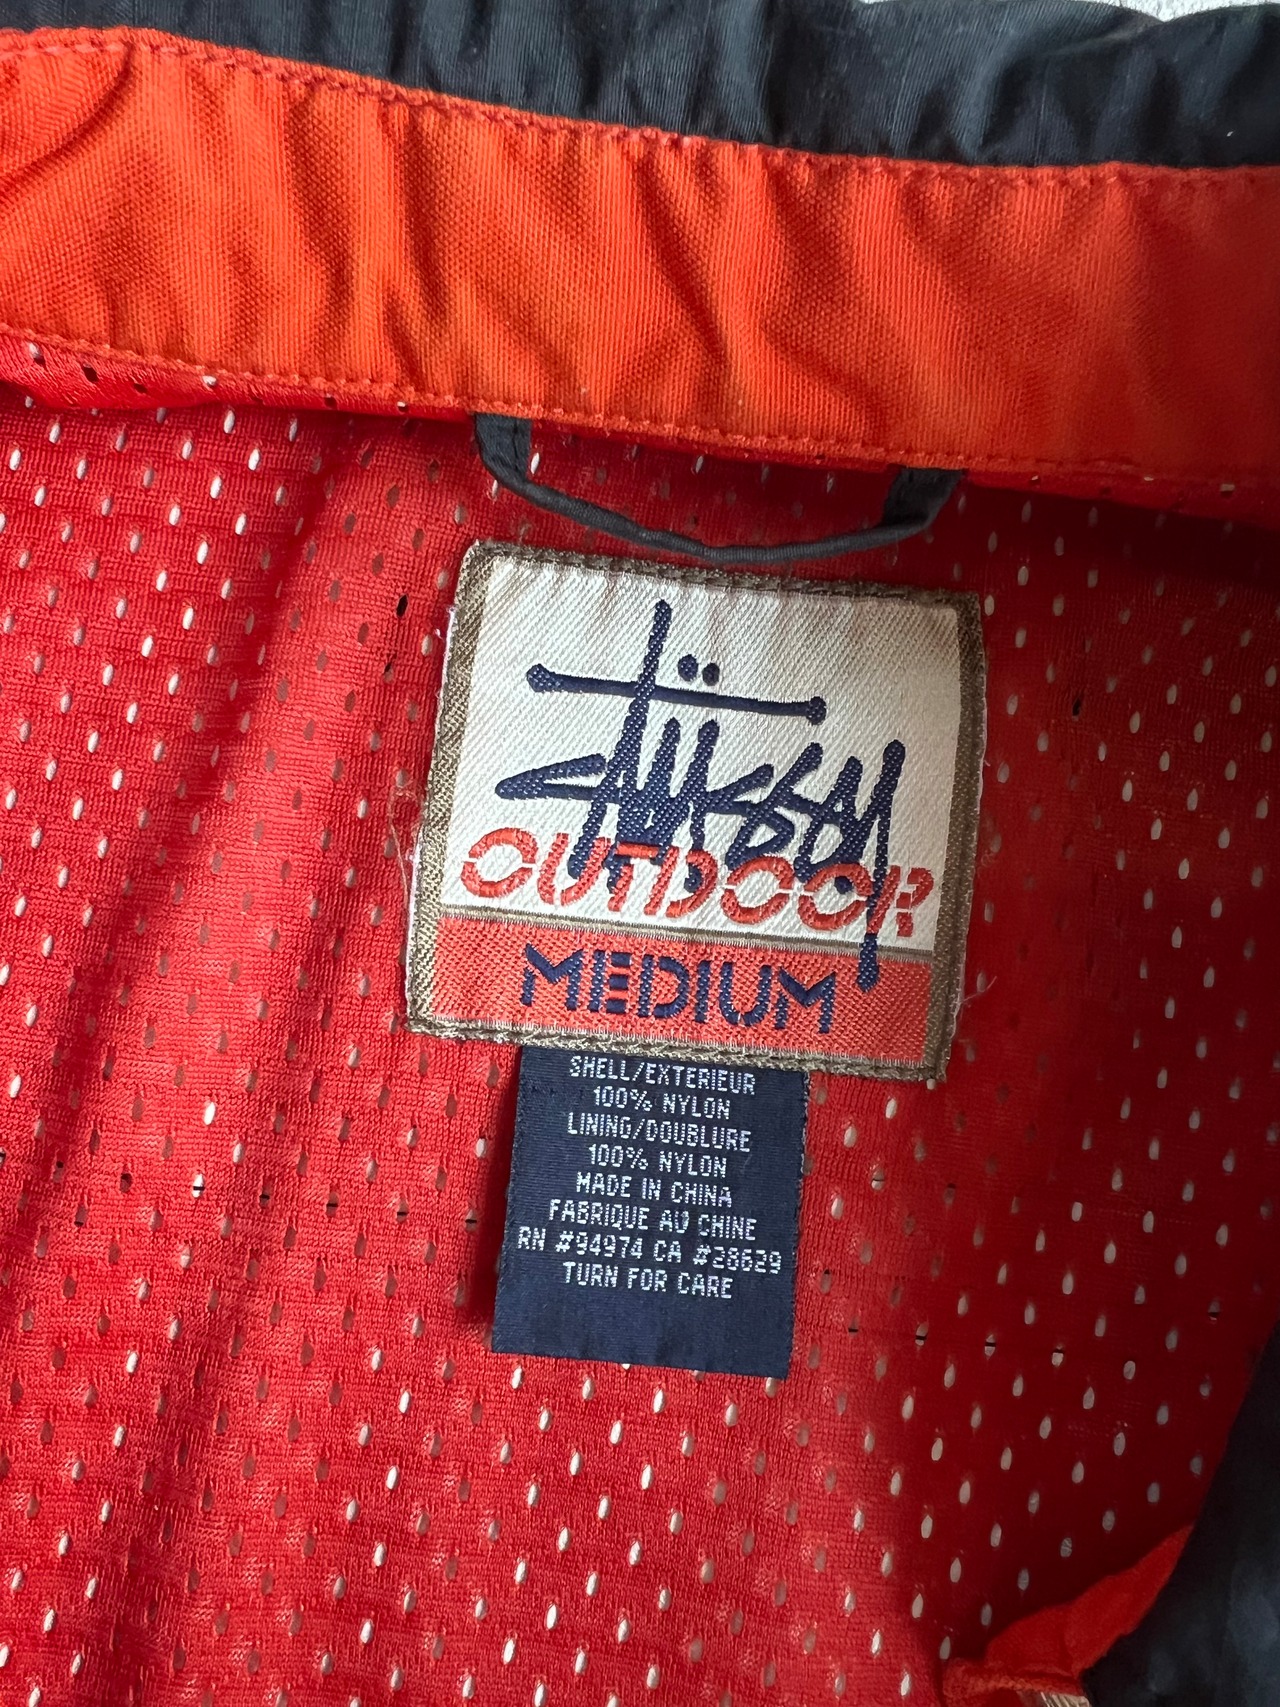 Stüssy
OUTDOOR
MEDIUM
SHELL/EXTERIEUR
100% NYLON
LINING/DOUBLURE
100% NYLON
MADE IN CHINA
FABRIQUE AU CHINE
RN #94974 CA #28629
TURN FOR CARE